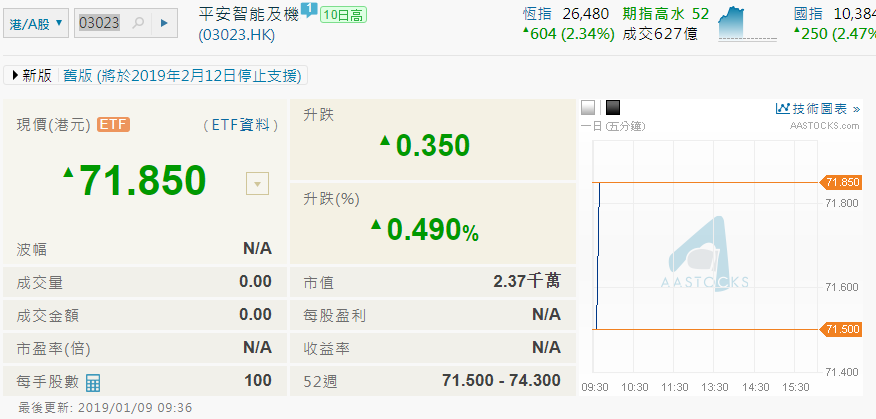 港/A股
03023
平安智能及機 1 10日高
(03023.HK)
恆指 26,480 期指高水 52
604 (2.34%) 成交627億
國指 10,384
250 (2.47%
新版 舊版 (將於2019年2月12日停止支援)
現價(港元) ETF (ETF資料)
71.850
波幅 N/A
成交量 0.00
成交金額 0.00
市盈率(倍) N/A
每手股數 100
升跌
0.350
升跌(%)
0.490%
市值 2.37千萬
每股盈利 N/A
收益率 N/A
52週 71.500 - 74.300
技術圖表 »
一日 (五分鐘) AASTOCKS.com
71.850
71.800
AASTOCKS
71.600
71.500
71.400
09:30 10:30 11:30 13:30 14:30 15:30
最後更新: 2019/01/09 09:36